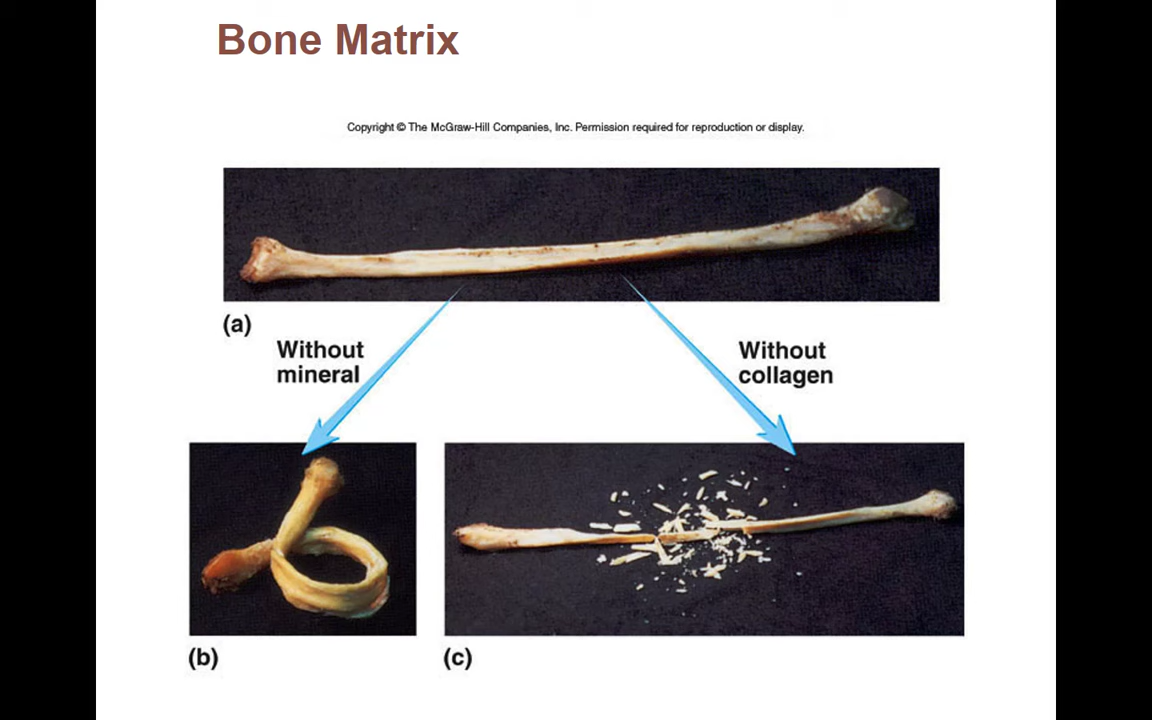 Bone Matrix
Copyright © The McGraw-Hill Companies, Inc. Permission required for reproduction or display.
(a)
Without
mineral
Without
collagen
(b)
(c)